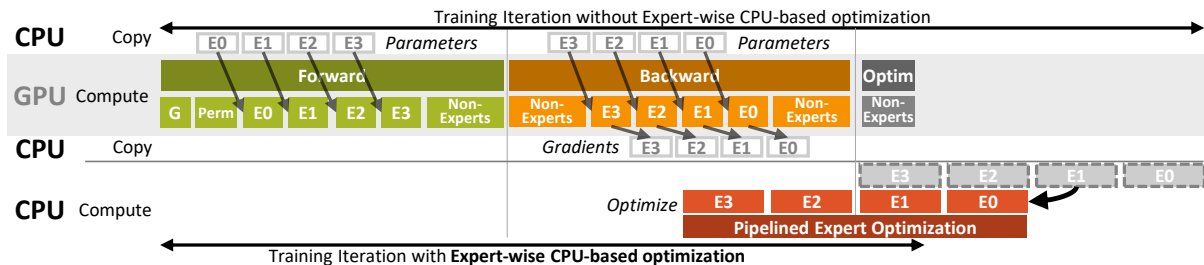 Training Iteration without Expert-wise CPU-based optimization
CPU Copy E0 E1 E2 E3 Parameters E3 E2 E1 E0 Parameters
Forward Backward Optim
GPU Compute G Perm E0 E1 E2 E3 Non-Experts Non-Experts E3 E2 E1 E0 Non-Experts Non-Experts
CPU Copy Gradients E3 E2 E1 E0
E3 E2 E1 E0
CPU Compute Optimize E3 E2 E1 E0
Pipelined Expert Optimization
Training Iteration with Expert-wise CPU-based optimization